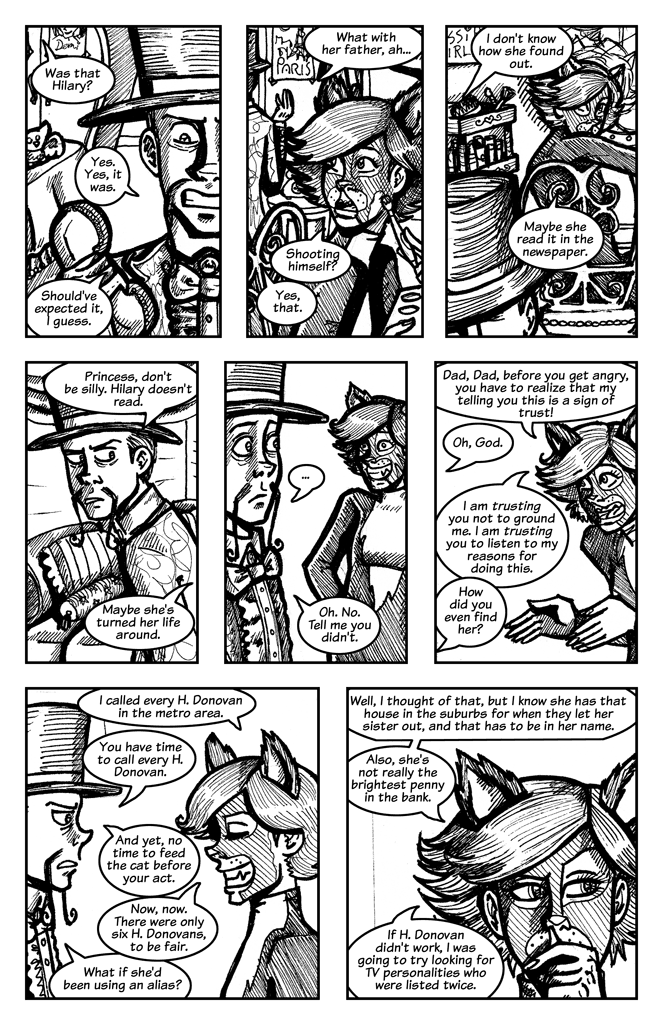 Demi
Was that
Hilary?
Yes.
Yes, it
was.
Should've
expected it,
I guess.
What with
her father, ah...
PARIS
Shooting
himself?
Yes,
that.
SSI
IRL
I don't know
how she found
out.
Maybe she
read it in the
newspaper.
Princess, don't
be silly. Hilary doesn't
read.
Maybe she's
turned her life
around.
...
Oh. No.
Tell me you
didn't.
Dad, Dad, before you get angry,
you have to realize that my
telling you this is a sign of
trust!
Oh, God.
I am trusting
you not to ground
me. I am trusting
you to listen to my
reasons for
doing this.
How
did you
even find
her?
I called every H. Donovan
in the metro area.
You have time
to call every H.
Donovan.
And yet, no
time to feed
the cat before
your act.
Now, now.
There were only
six H. Donovans,
to be fair.
What if she'd
been using an alias?
Well, I thought of that, but I know she has that
house in the suburbs for when they let her
sister out, and that has to be in her name.
Also, she's
not really the
brightest penny
in the bank.
If H. Donovan
didn't work, I was
going to try looking for
TV personalities who
were listed twice.